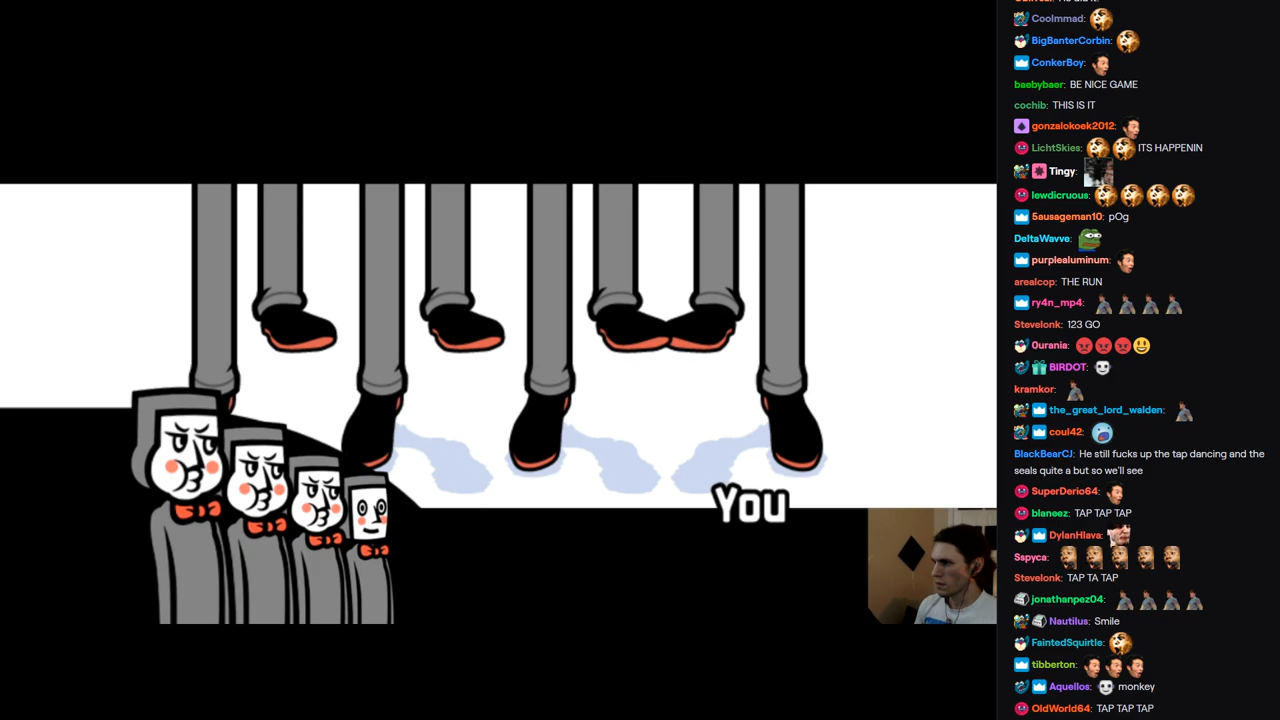 You
Coolmmad:
BigBanterCorbin:
ConkerBoy:
baebybaer: BE NICE GAME
cochib: THIS IS IT
gonzalokoek2012:
LichtSkies: ITS HAPPENIN
Tingy:
lewdicruous:
5ausageman10: pOg
DeltaWavve:
purplealuminum:
arealcop: THE RUN
ry4n_mp4:
Stevelonk: 123 GO
0urania:
BIRDOT:
kramkor:
the_great_lord_walden:
coul42:
BlackBearCJ: He still fucks up the tap dancing and the
seals quite a but so we'll see
SuperDerio64:
blaneez: TAP TAP TAP
DylanHlava:
Sspyca:
Stevelonk: TAP TA TAP
jonathanpez04:
Nautilus: Smile
FaintedSquirtle:
tibberton:
Aquellos: monkey
OldWorld64: TAP TAP TAP